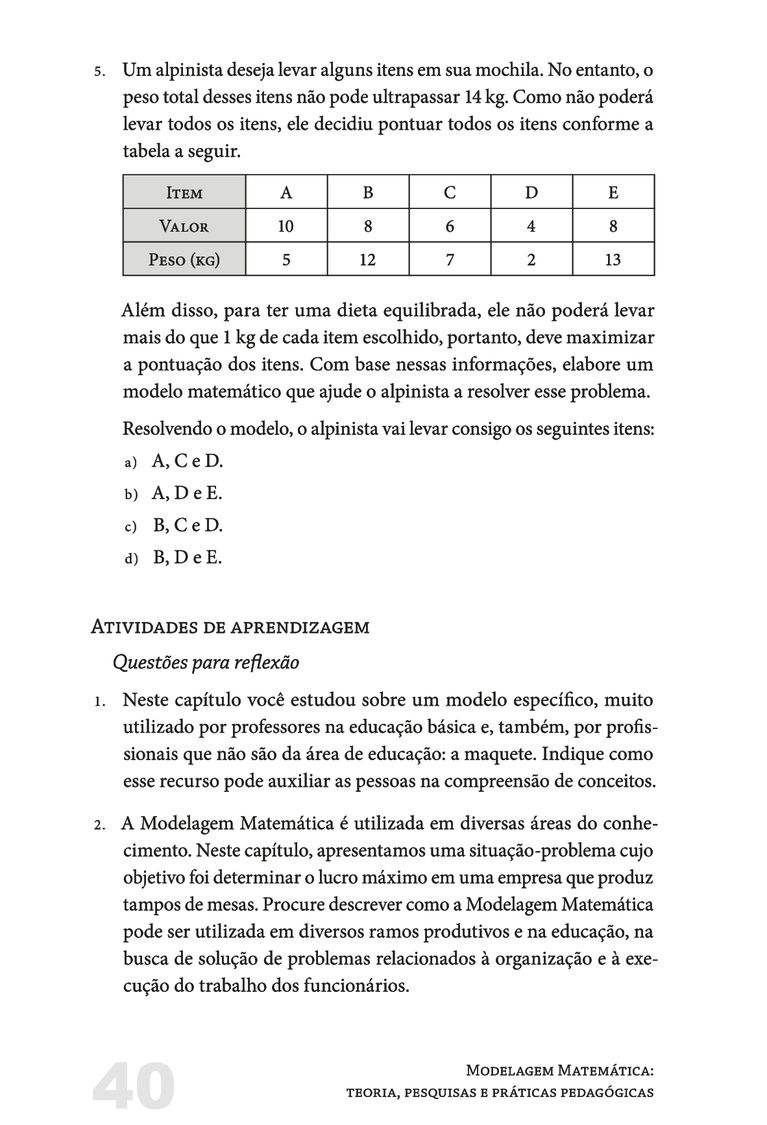 5. Um alpinista deseja levar alguns itens em sua mochila. No entanto, o
peso total desses itens não pode ultrapassar 14 kg. Como não poderá
levar todos os itens, ele decidiu pontuar todos os itens conforme a
tabela a seguir.
Item A B C D E
Valor 10 8 6 4 8
Peso (kg) 5 12 7 2 13
Além disso, para ter uma dieta equilibrada, ele não poderá levar
mais do que 1 kg de cada item escolhido, portanto, deve maximizar
a pontuação dos itens. Com base nessas informações, elabore um
modelo matemático que ajude o alpinista a resolver esse problema.
Resolvendo o modelo, o alpinista vai levar consigo os seguintes itens:
a) A, C e D.
b) A, D e E.
c) B, C e D.
d) B, D e E.
Atividades de aprendizagem
Questões para reflexão
1. Neste capítulo você estudou sobre um modelo específico, muito
utilizado por professores na educação básica e, também, por profis-
sionais que não são da área de educação: a maquete. Indique como
esse recurso pode auxiliar as pessoas na compreensão de conceitos.
2. A Modelagem Matemática é utilizada em diversas áreas do conhe-
cimento. Neste capítulo, apresentamos uma situação-problema cujo
objetivo foi determinar o lucro máximo em uma empresa que produz
tampos de mesas. Procure descrever como a Modelagem Matemática
pode ser utilizada em diversos ramos produtivos e na educação, na
busca de solução de problemas relacionados à organização e à exe-
cução do trabalho dos funcionários.
40
Modelagem Matemática:
teoria, pesquisas e práticas pedagógicas